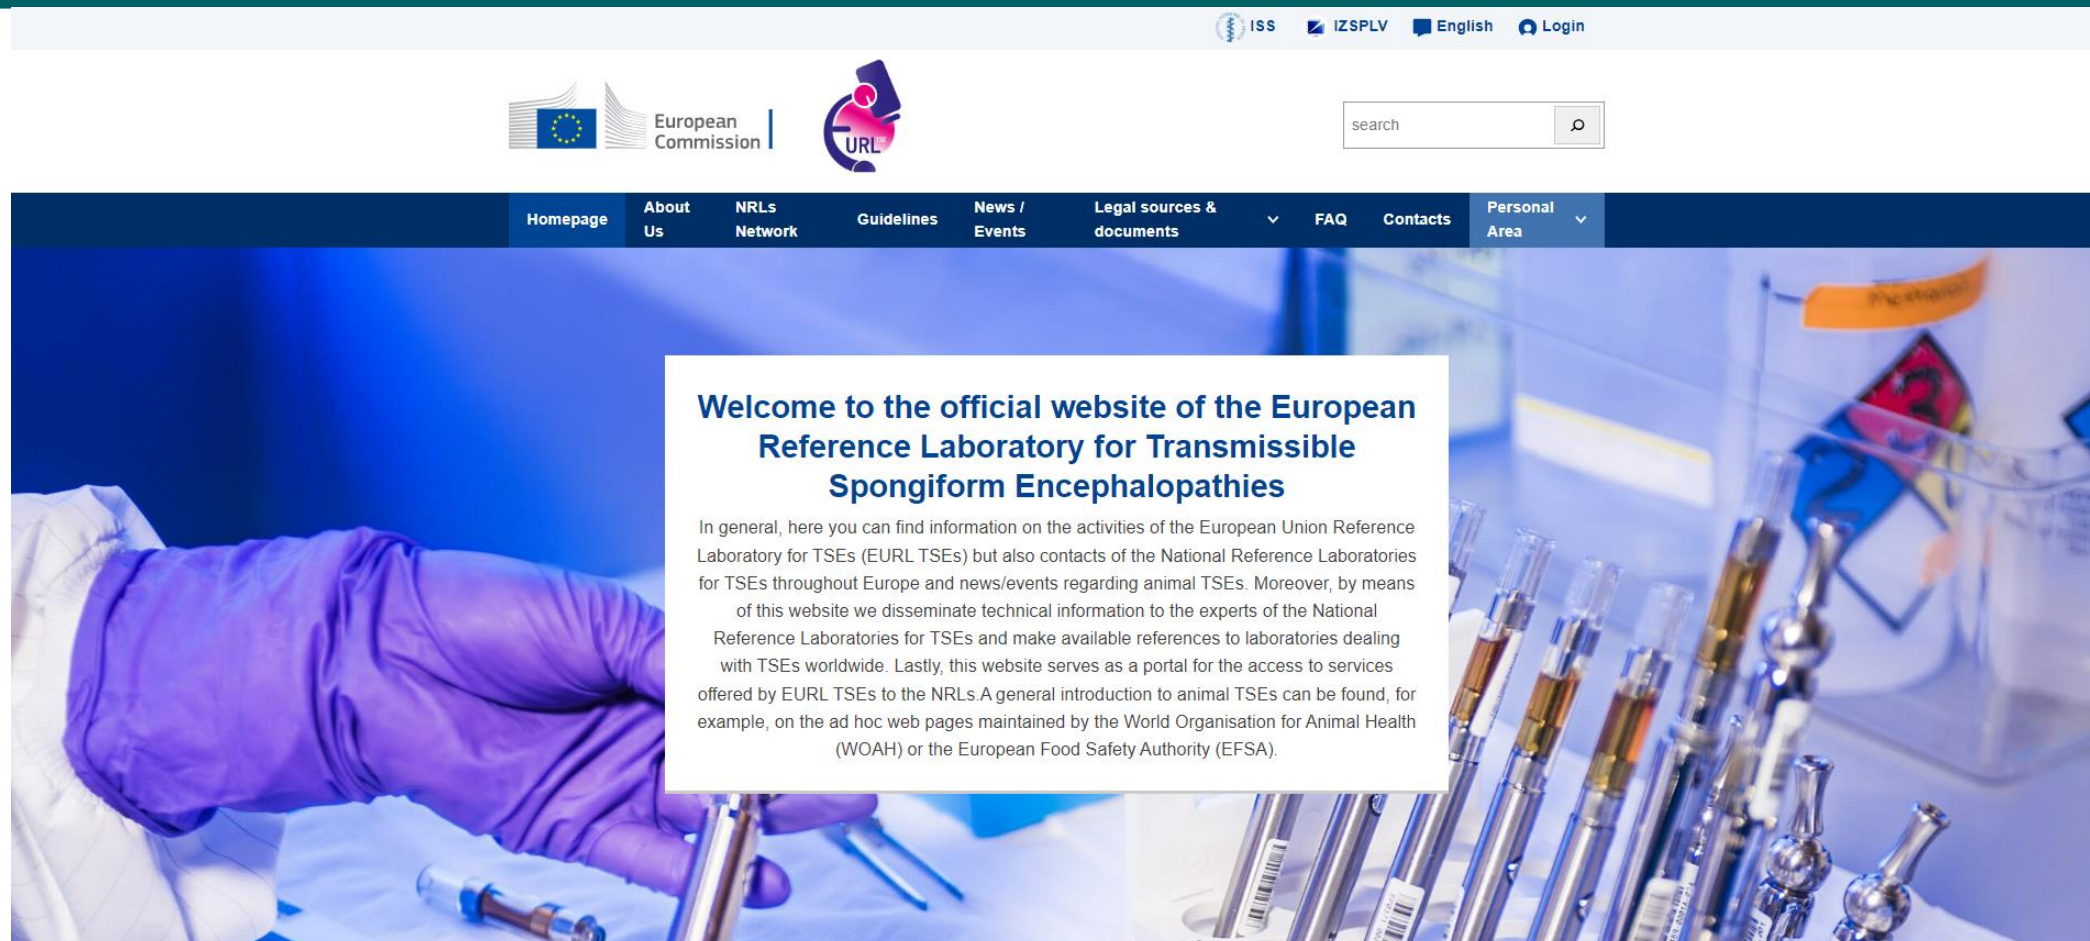 ISS IZSPLV English Login
European
Commission
EURL TSE
search
Homepage
About
Us
NRLs
Network
Guidelines
News /
Events
Legal sources &
documents
FAQ
Contacts
Personal
Area
Welcome to the official website of the European
Reference Laboratory for Transmissible
Spongiform Encephalopathies
In general, here you can find information on the activities of the European Union Reference
Laboratory for TSEs (EURL TSEs) but also contacts of the National Reference Laboratories
for TSEs throughout Europe and news/events regarding animal TSEs. Moreover, by means
of this website we disseminate technical information to the experts of the National
Reference Laboratories for TSEs and make available references to laboratories dealing
with TSEs worldwide. Lastly, this website serves as a portal for the access to services
offered by EURL TSEs to the NRLs.A general introduction to animal TSEs can be found, for
example, on the ad hoc web pages maintained by the World Organisation for Animal Health
(WOAH) or the European Food Safety Authority (EFSA).
3
2